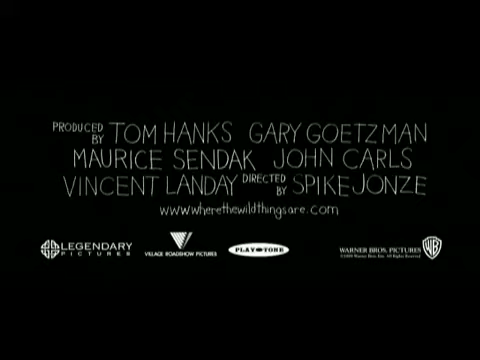 PRODUCED BY TOM HANKS GARY GOETZMAN
MAURICE SENDAK JOHN CARLS
VINCENT LANDAY DIRECTED BY SPIKE JONZE
www.wherethewildthingsare.com
LEGENDARY PICTURES
VILLAGE ROADSHOW PICTURES
PLAYTONE
WARNER BROS. PICTURES
WB